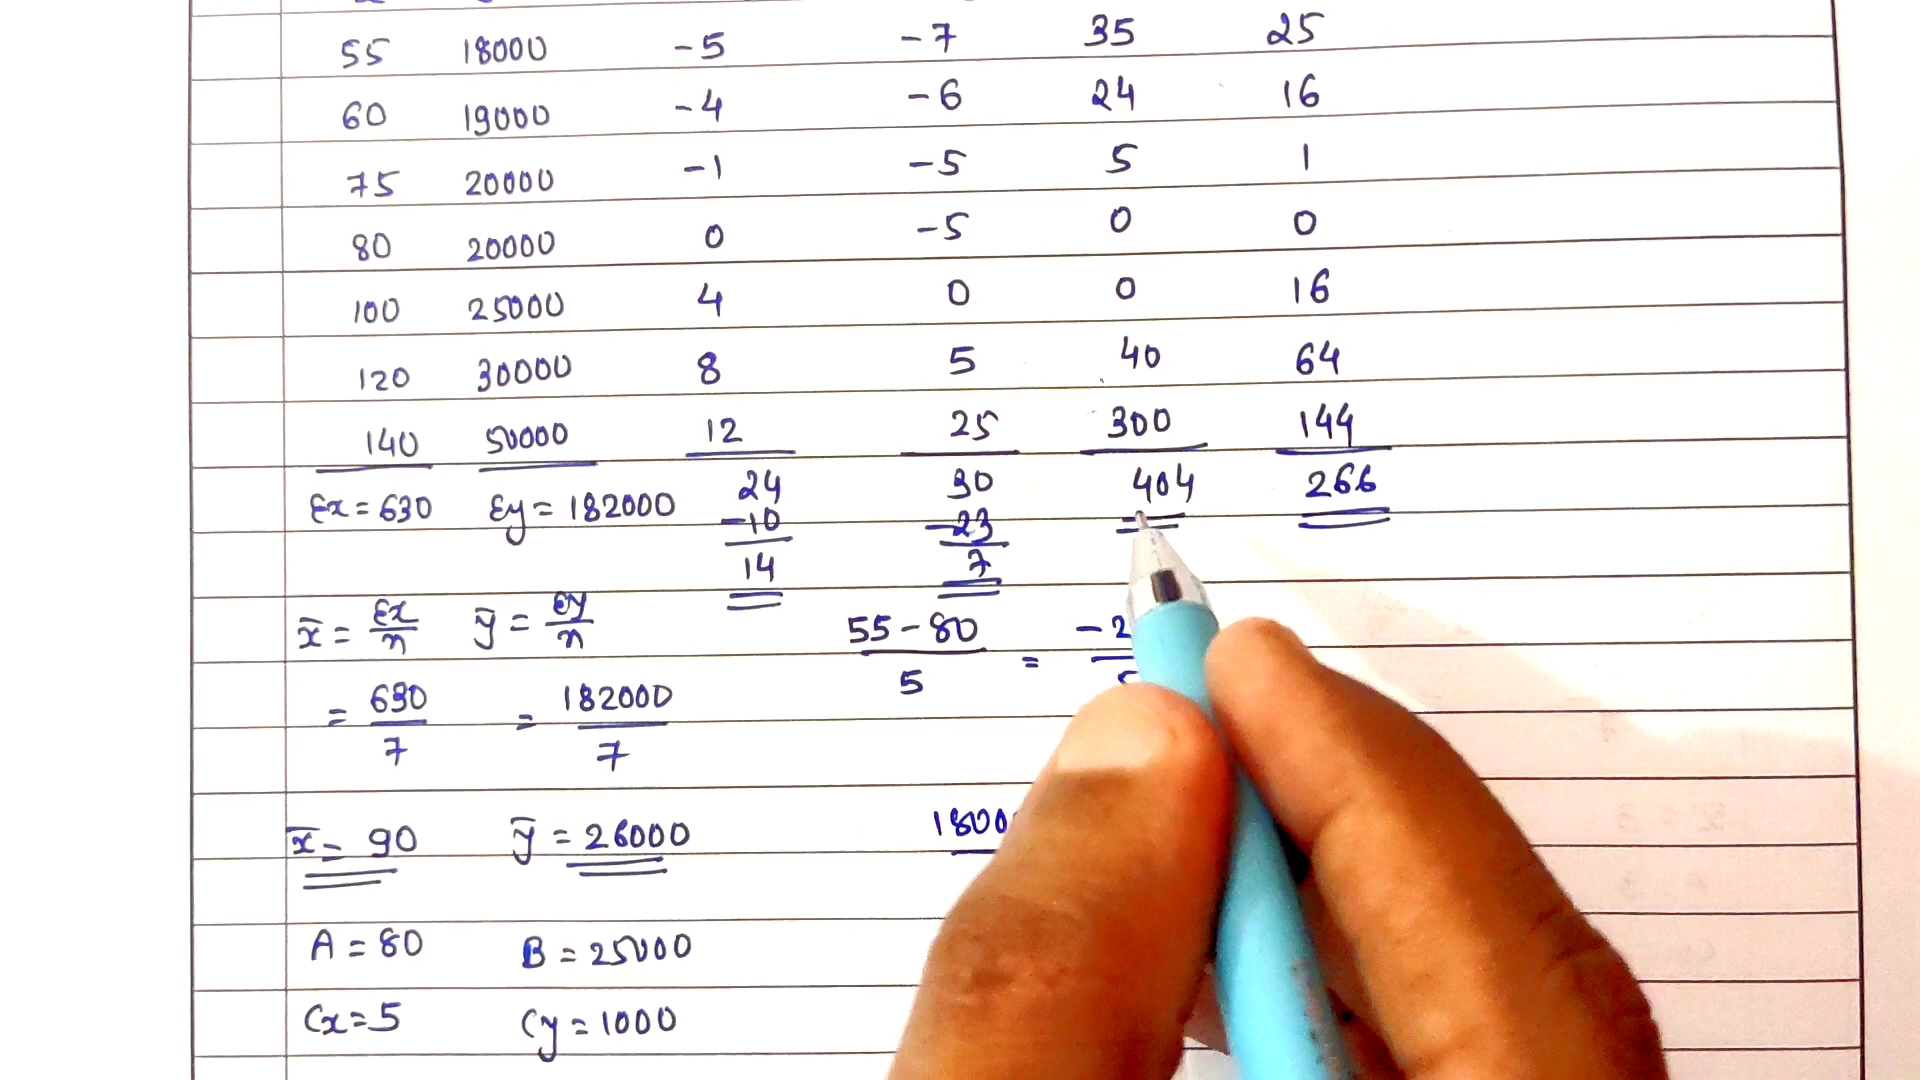 55 18000 -5 -7 35 25
60 19000 -4 -6 24 16
75 20000 -1 -5 5 1
80 20000 0 -5 0 0
100 25000 4 0 0 16
120 30000 8 5 40 64
140 50000 12 25 300 144
Σx = 630 Σy = 182000 24 30 404 266
-10 -23
14 7
x̄ = Σx/n ȳ = Σy/n 55-80/5 = -2
= 630/7 = 182000/7
x̄ = 90 ȳ = 26000 1800
A = 80 B = 25000
Cx = 5 Cy = 1000